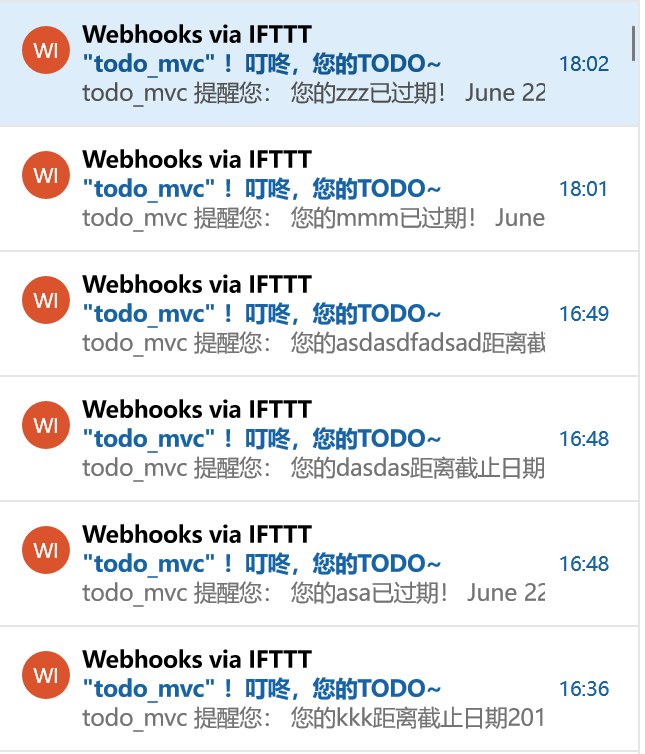 WI
Webhooks via IFTTT
"todo_mvc" ！叮咚，您的TODO~
18:02
todo_mvc 提醒您： 您的zzz已过期！ June 22
WI
Webhooks via IFTTT
"todo_mvc" ！叮咚，您的TODO~
18:01
todo_mvc 提醒您： 您的mmm已过期！ June
WI
Webhooks via IFTTT
"todo_mvc" ！叮咚，您的TODO~
16:49
todo_mvc 提醒您： 您的asdasdfadsad距离截
WI
Webhooks via IFTTT
"todo_mvc" ！叮咚，您的TODO~
16:48
todo_mvc 提醒您： 您的dasdas距离截止日期
WI
Webhooks via IFTTT
"todo_mvc" ！叮咚，您的TODO~
16:48
todo_mvc 提醒您： 您的asa已过期！ June 22
WI
Webhooks via IFTTT
"todo_mvc" ！叮咚，您的TODO~
16:36
todo_mvc 提醒您： 您的kkk距离截止日期201